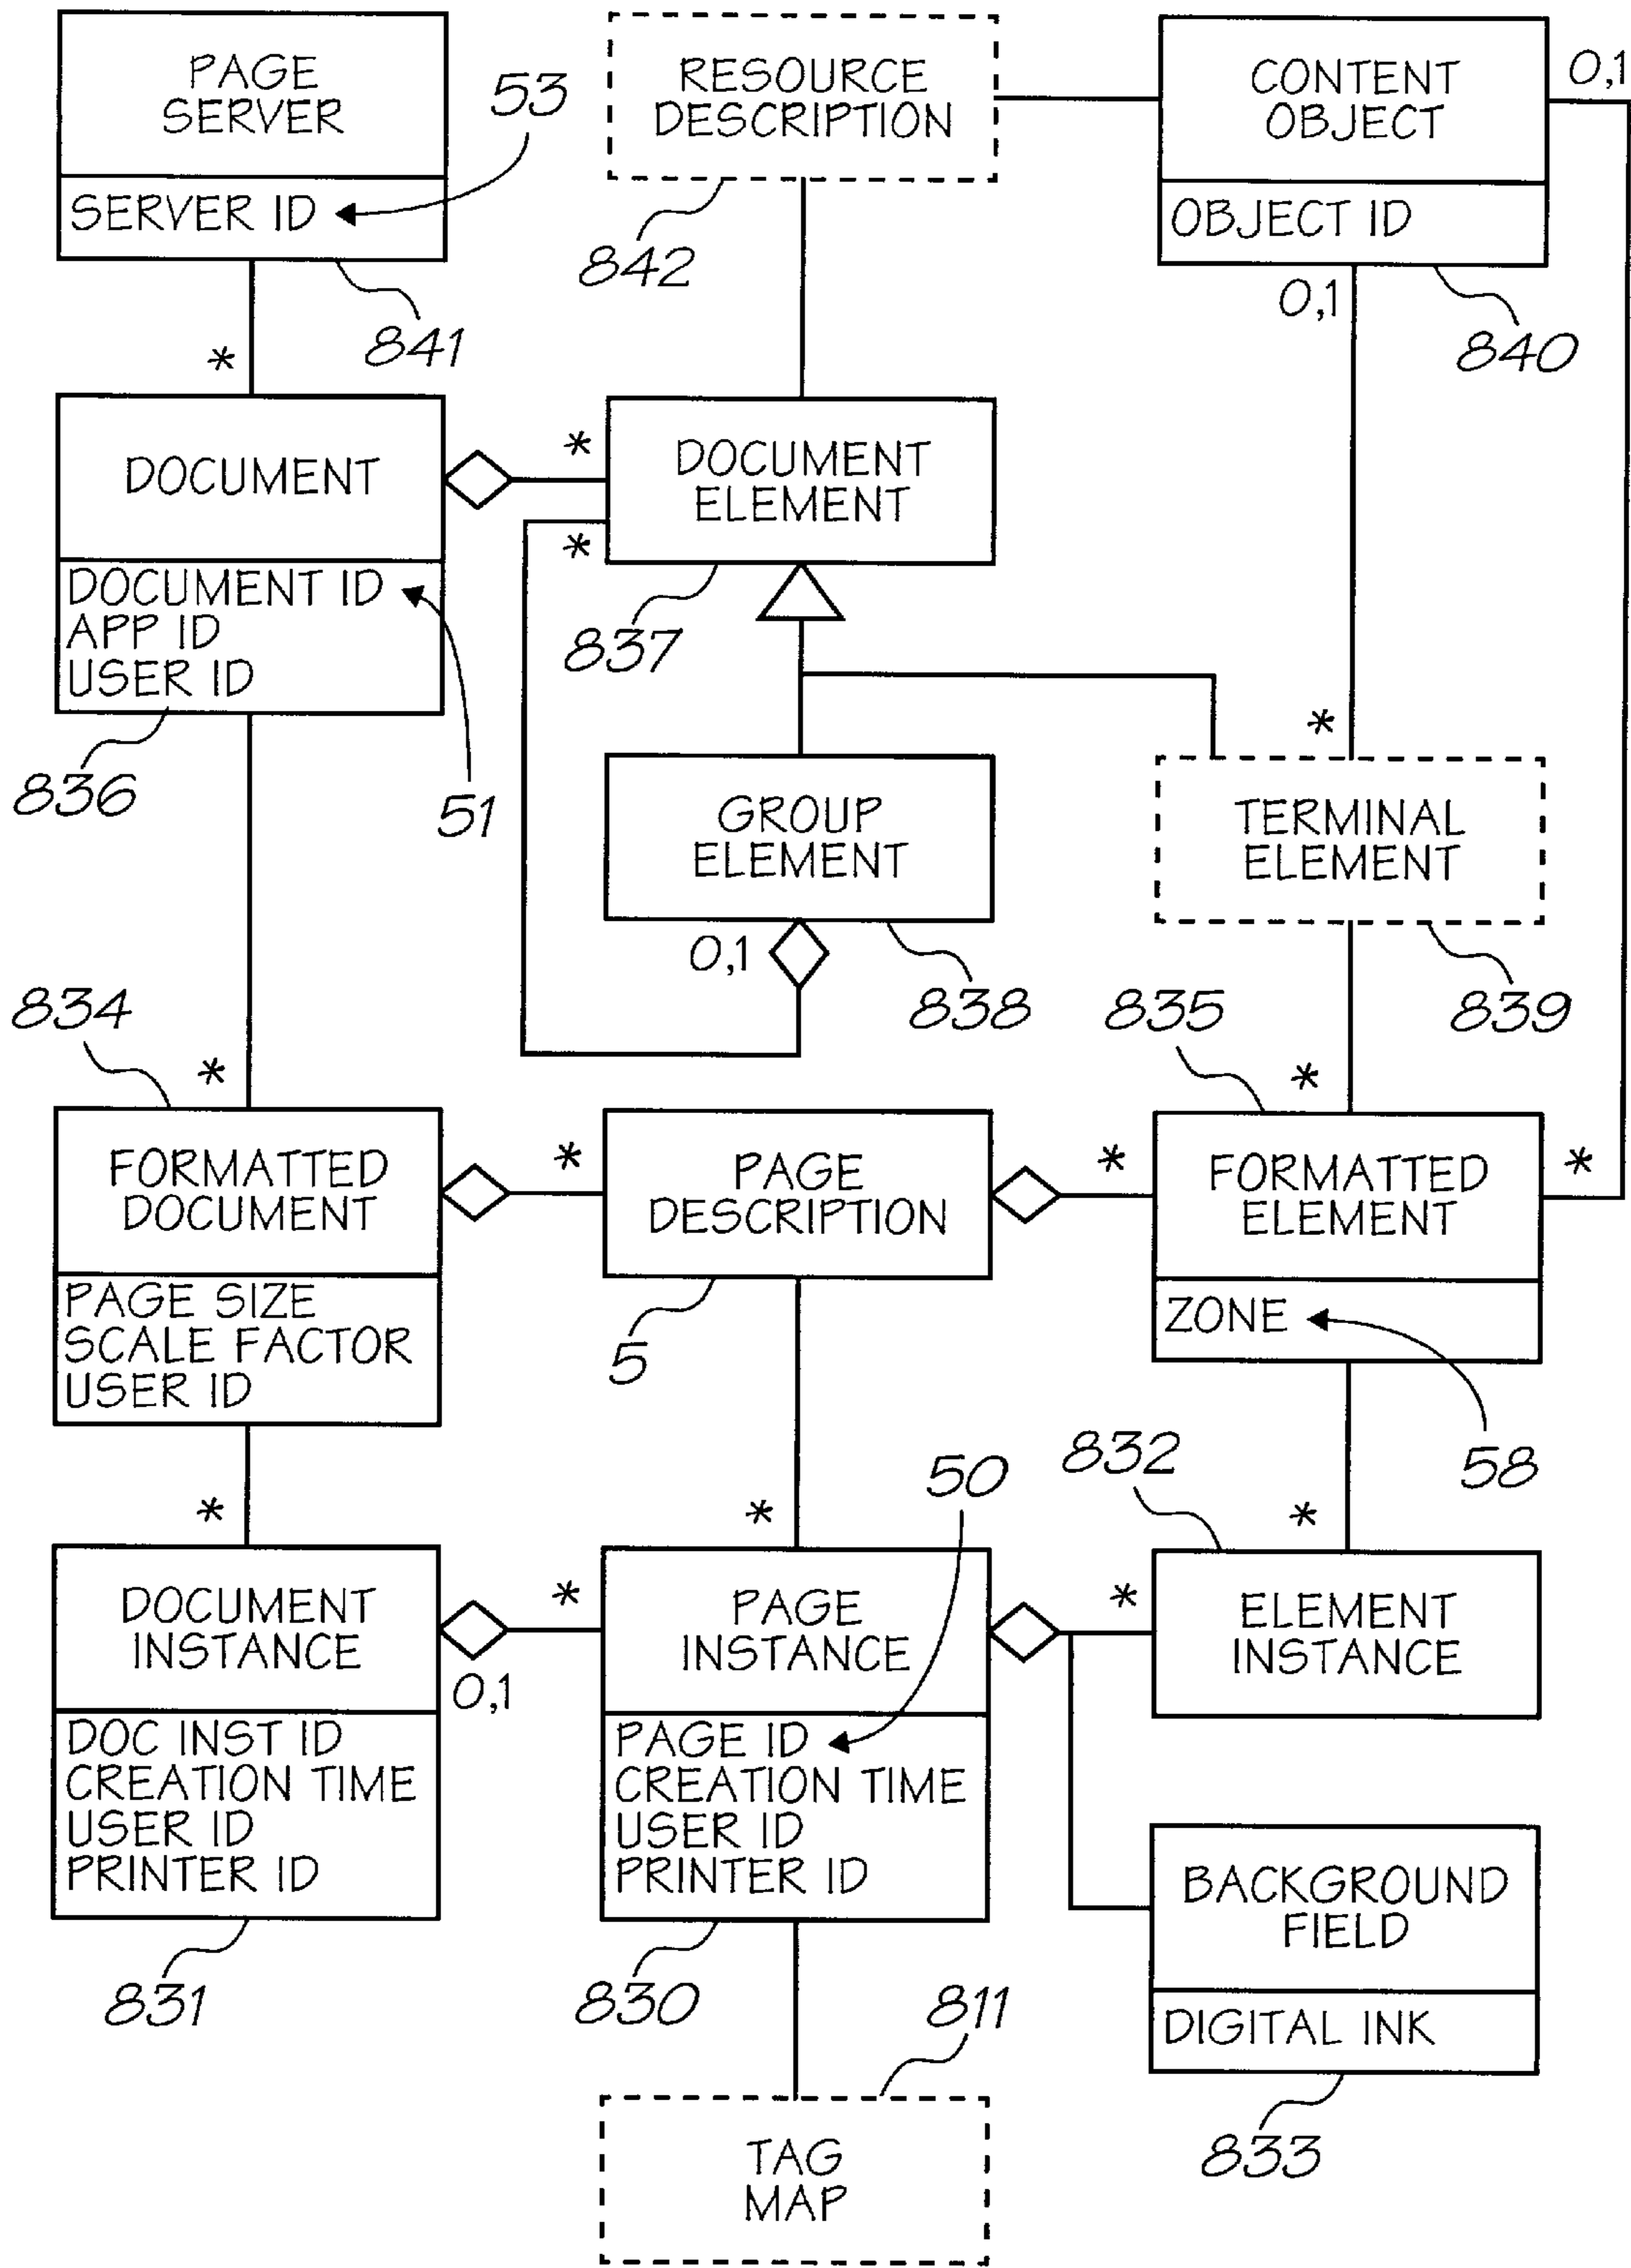 PAGE
SERVER
SERVER ID
53
841
*
RESOURCE
DESCRIPTION
842
CONTENT
OBJECT
OBJECT ID
0,1
0,1
840
DOCUMENT
DOCUMENT ID
APP ID
USER ID
836
51
*
*
DOCUMENT
ELEMENT
837
GROUP
ELEMENT
0,1
838
*
TERMINAL
ELEMENT
839
834
*
FORMATTED
DOCUMENT
PAGE SIZE
SCALE FACTOR
USER ID
*
PAGE
DESCRIPTION
5
*
835
*
FORMATTED
ELEMENT
*
ZONE
58
*
DOCUMENT
INSTANCE
DOC INST ID
CREATION TIME
USER ID
PRINTER ID
831
*
0,1
*
50
PAGE
INSTANCE
PAGE ID
CREATION TIME
USER ID
PRINTER ID
830
*
832
*
ELEMENT
INSTANCE
BACKGROUND
FIELD
DIGITAL INK
833
811
TAG
MAP